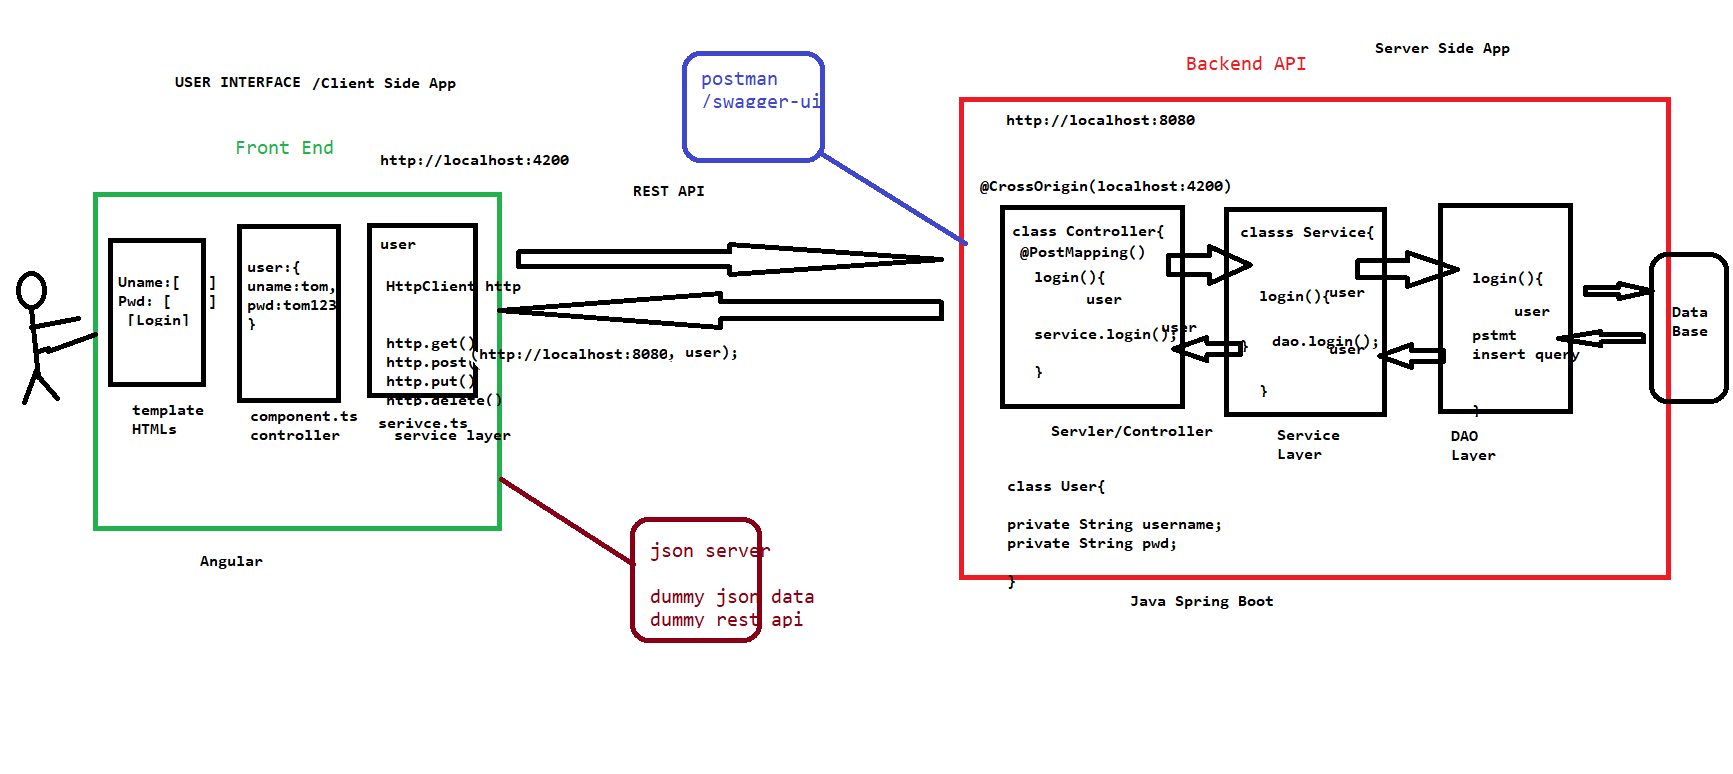 Server Side App
Backend API
USER INTERFACE /Client Side App
postman
/swagger-ui
http://localhost:8080
Front End
http://localhost:4200
REST API
@CrossOrigin(localhost:4200)
Uname:[ ]
Pwd: [ ]
[Login]
template
HTMLs
user:{
uname:tom,
pwd:tom123
}
component.ts
controller
user
HttpClient http
http.get()
http.post(
(http://localhost:8080, user);
http.put()
http.delete()
serivce.ts
service layer
Angular
json server
dummy json data
dummy rest api
class Controller{
@PostMapping()
login(){
user
service.login();
}
user
Servler/Controller
classs Service{
login(){
user
dao.login();
user
}
}
Service
Layer
login(){
user
pstmt
insert query
}
DAO
Layer
Data
Base
class User{
private String username;
private String pwd;
}
Java Spring Boot